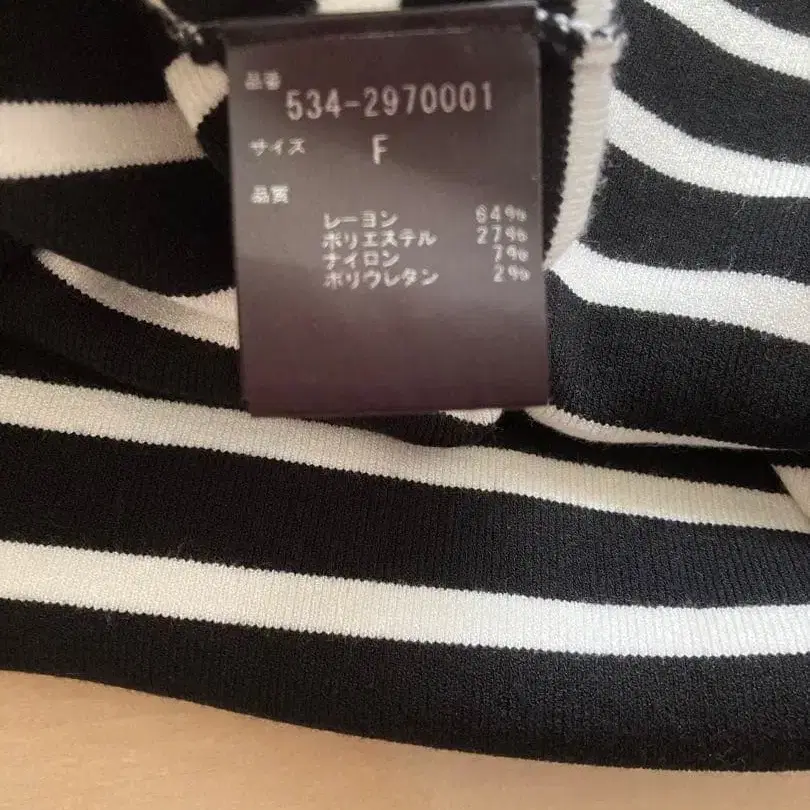 品番
534-2970001
サイズ F
品質
レーヨン 64%
ポリエステル 27%
ナイロン 7%
ポリウレタン 2%